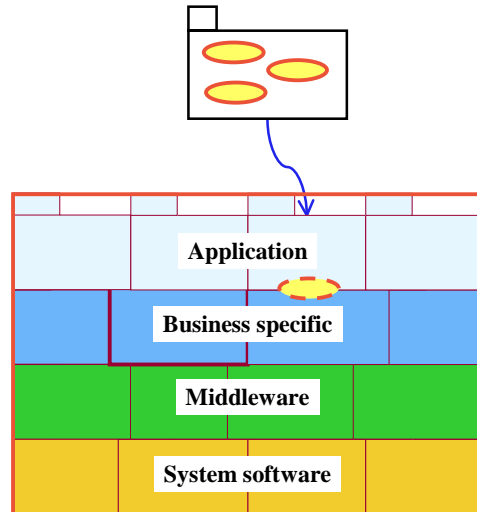 Application
Business specific
Middleware
System software